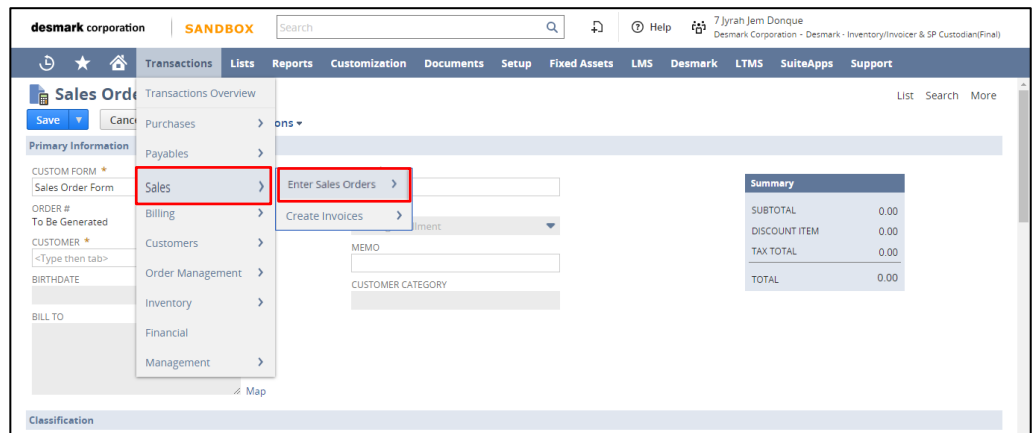 desmark corporation SANDBOX Search Help 7 Jyrah Jem Donque
Desmark Corporation - Desmark - Inventory/Invoicer & SP Custodian(Final)
Transactions Lists Reports Customization Documents Setup Fixed Assets LMS Desmark LTMS SuiteApps Support
Sales Orde List Search More
Transactions Overview
Save Cance ons
Purchases
Primary Information
Payables
CUSTOM FORM *
Sales Order Form
Sales
Enter Sales Orders
Summary
ORDER #
To Be Generated
Billing
Create Invoices
SUBTOTAL 0.00
DISCOUNT ITEM 0.00
CUSTOMER *
<Type then tab>
Customers
MEMO
TAX TOTAL 0.00
BIRTHDATE
Order Management
CUSTOMER CATEGORY
TOTAL 0.00
Inventory
BILL TO
Financial
Management
Map
Classification